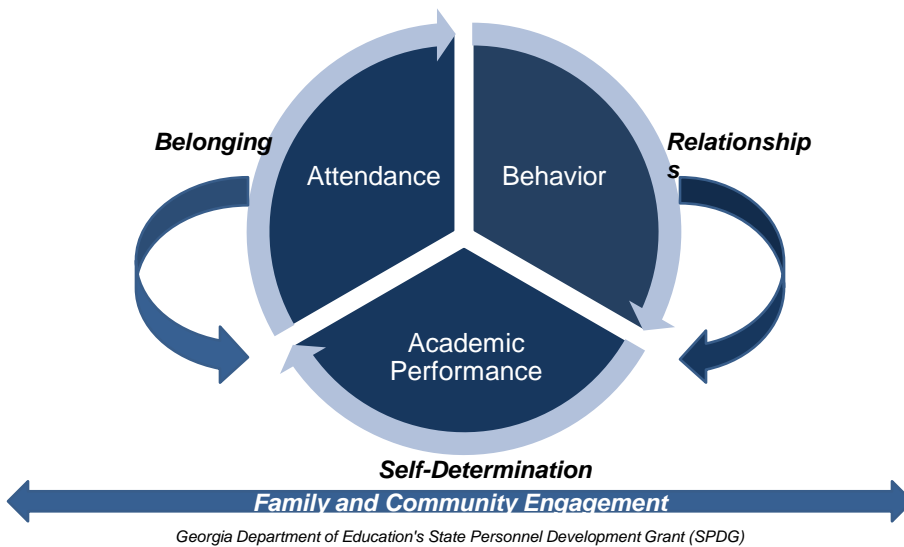 Belonging
Relationship
s
Attendance
Behavior
Academic
Performance
Self-Determination
Family and Community Engagement
Georgia Department of Education's State Personnel Development Grant (SPDG)